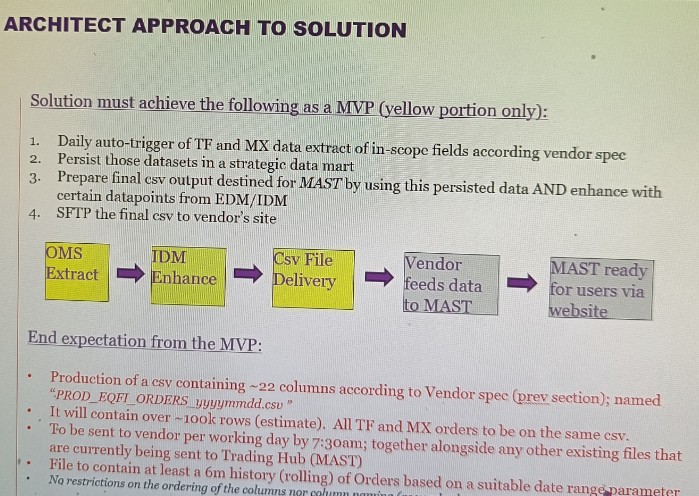 ARCHITECT APPROACH TO SOLUTION
Solution must achieve the following as a MVP (yellow portion only):
1. Daily auto-trigger of TF and MX data extract of in-scope fields according vendor spec
2. Persist those datasets in a strategic data mart
3. Prepare final csv output destined for MAST by using this persisted data AND enhance with
certain datapoints from EDM/IDM
4. SFTP the final csv to vendor's site
OMS
Extract
IDM
Enhance
Csv File
Delivery
Vendor
feeds data
to MAST
MAST ready
for users via
website
End expectation from the MVP:
• Production of a csv containing ~22 columns according to Vendor spec (prev section); named
"PROD_EQFI_ORDERS_yyyymmdd.csv"
• It will contain over ~100k rows (estimate). All TF and MX orders to be on the same csv.
• To be sent to vendor per working day by 7:30am; together alongside any other existing files that
are currently being sent to Trading Hub (MAST)
• File to contain at least a 6m history (rolling) of Orders based on a suitable date range parameter
• No restrictions on the ordering of the columns nor column naming